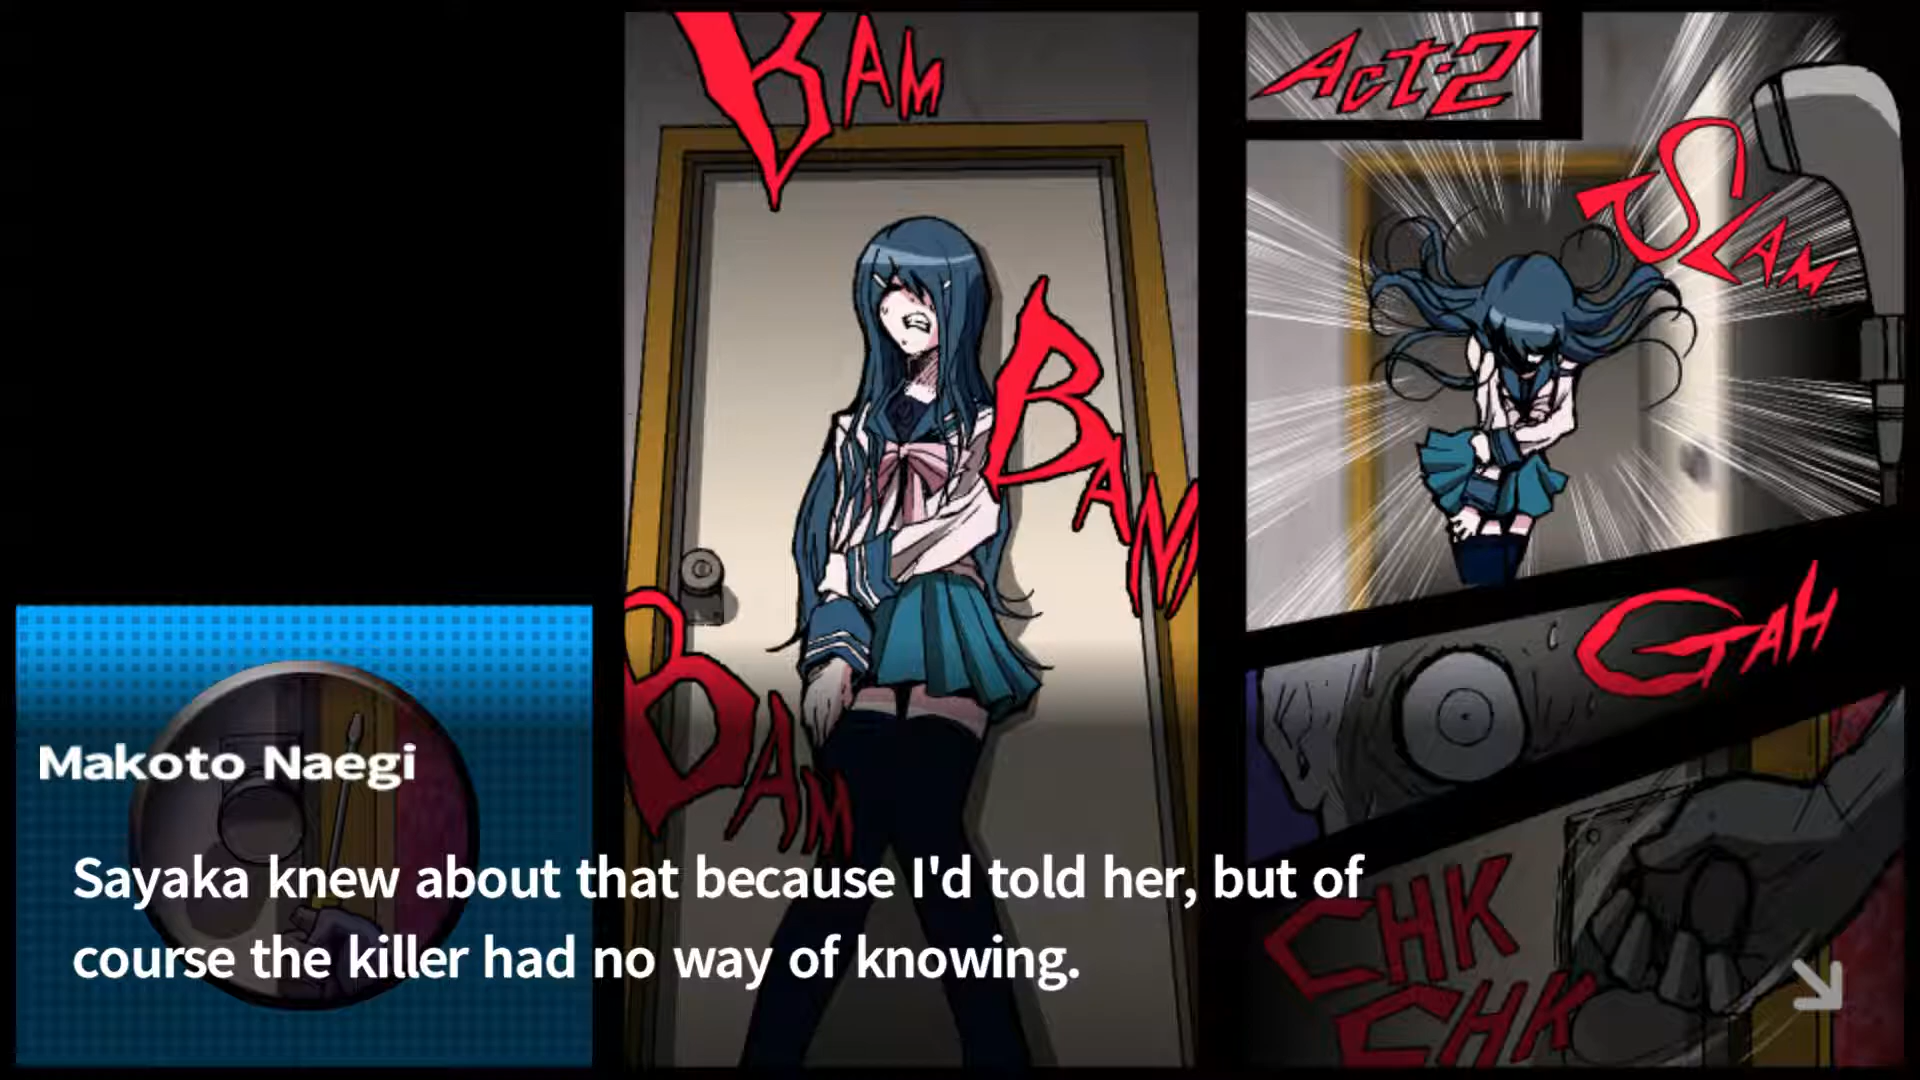 BAM
BAM
BAM
Act.2
SLAM
GAH
CHK
CHK
Makoto Naegi
Sayaka knew about that because I'd told her, but of
course the killer had no way of knowing.